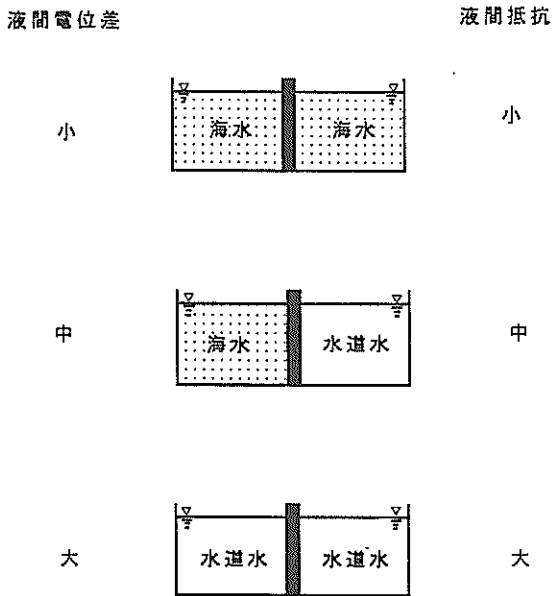 液間電位差 液間抵抗
小 海水 海水 小
中 海水 水道水 中
大 水道水 水道水 大